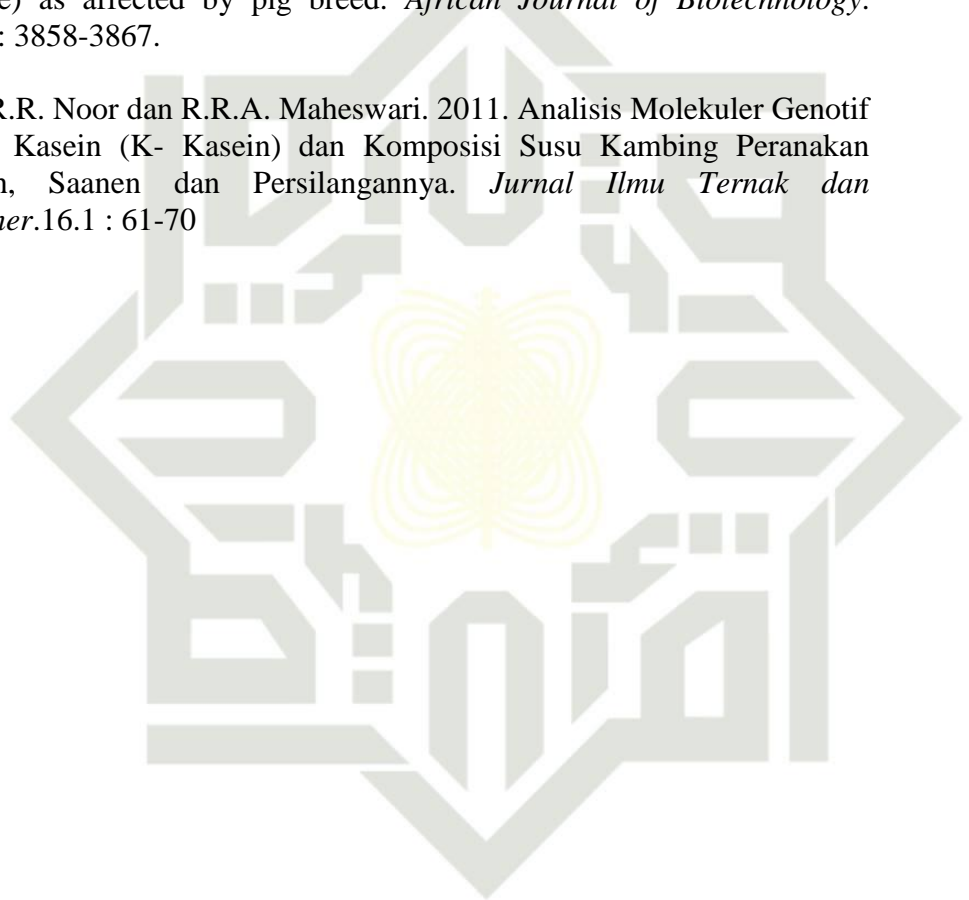 e) as affected by pig breed. African Journal of Biotechnology.
: 3858-3867.
R.R. Noor dan R.R.A. Maheswari. 2011. Analisis Molekuler Genotif
Kasein (K- Kasein) dan Komposisi Susu Kambing Peranakan
Saanen dan Persilangannya. Jurnal Ilmu Ternak dan
.16.1 : 61-70